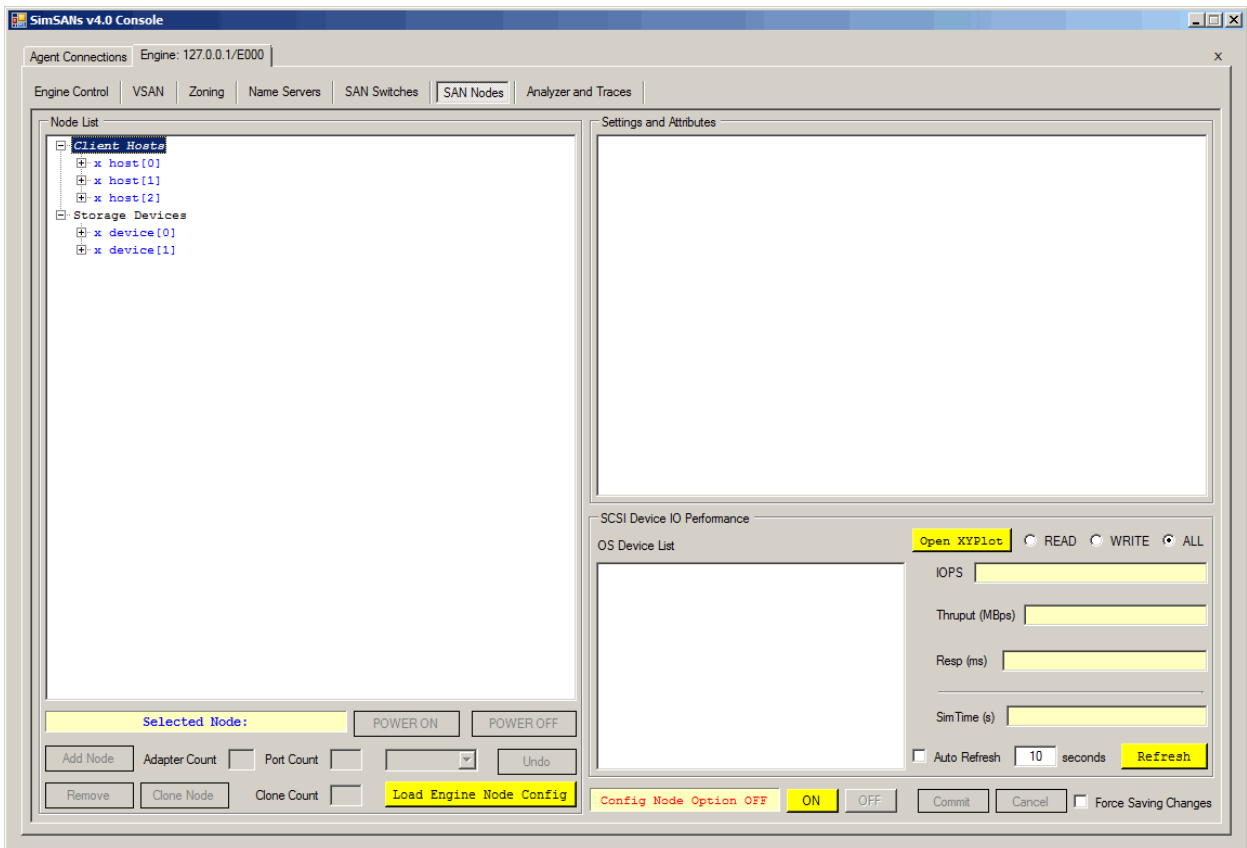 SimSANs v4.0 Console
Agent Connections Engine: 127.0.0.1/E000 x
Engine Control VSAN Zoning Name Servers SAN Switches SAN Nodes Analyzer and Traces
Node List
Client Hosts
x host[0]
x host[1]
x host[2]
Storage Devices
x device[0]
x device[1]
Selected Node: POWER ON POWER OFF
Add Node Adapter Count Port Count Undo
Remove Clone Node Clone Count Load Engine Node Config
Settings and Attributes
SCSI Device IO Performance
OS Device List Open XYPlot READ WRITE ALL
IOPS
Thruput (MBps)
Resp (ms)
SimTime (s)
Auto Refresh 10 seconds Refresh
Config Node Option OFF ON OFF Commit Cancel Force Saving Changes